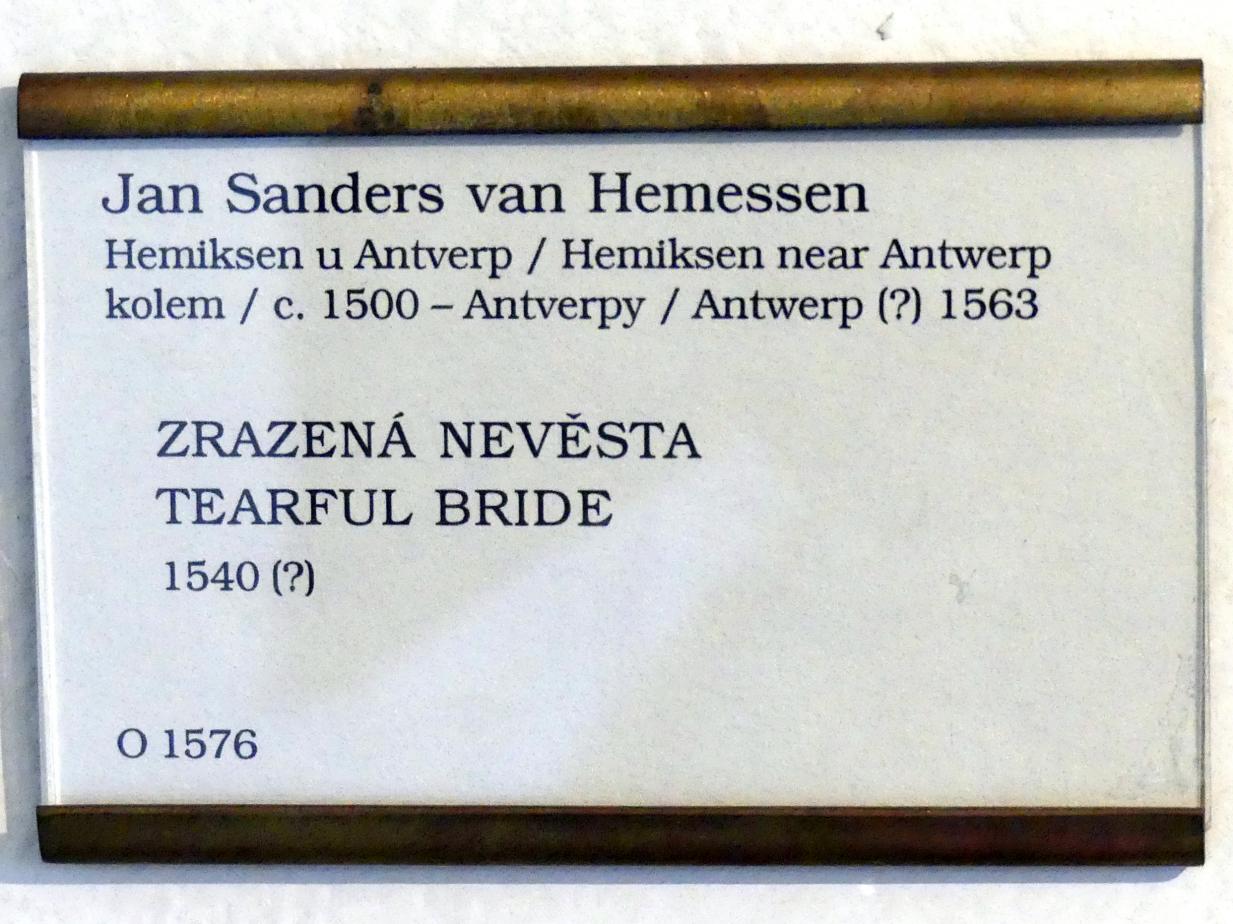 Jan Sanders van Hemessen
Hemiksen u Antverp / Hemiksen near Antwerp
kolem / c. 1500 – Antverpy / Antwerp (?) 1563
ZRAZENÁ NEVĚSTA
TEARFUL BRIDE
1540 (?)
O 1576